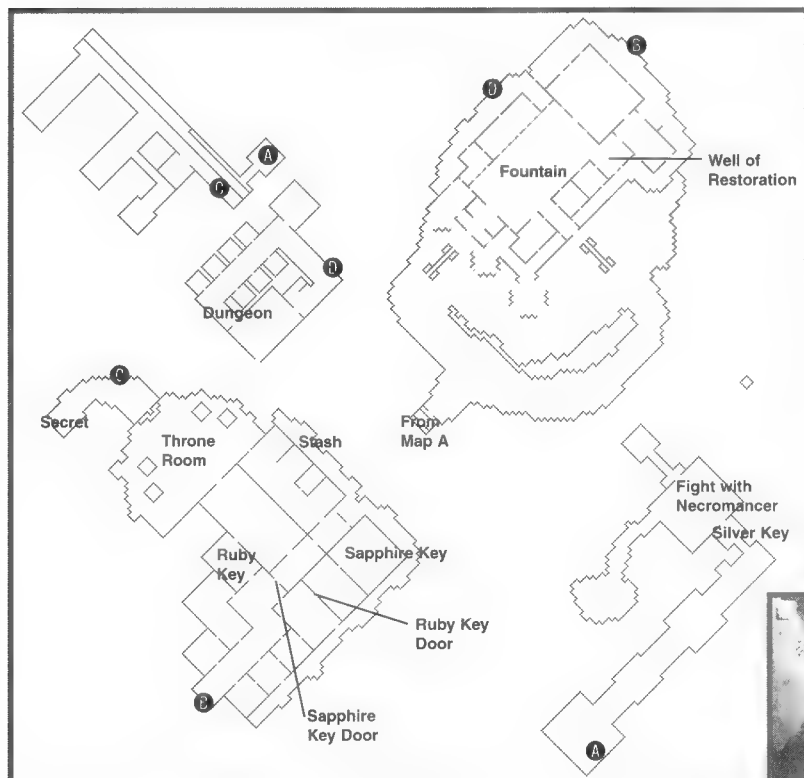 B
D
A
Well of
Restoration
Fountain
C
D
Dungeon
C
Secret
From
Map A
Throne
Room
Stash
Fight with
Necromancer
Silver Key
Ruby
Key
Sapphire Key
Ruby Key
Door
B
Sapphire
Key Door
A